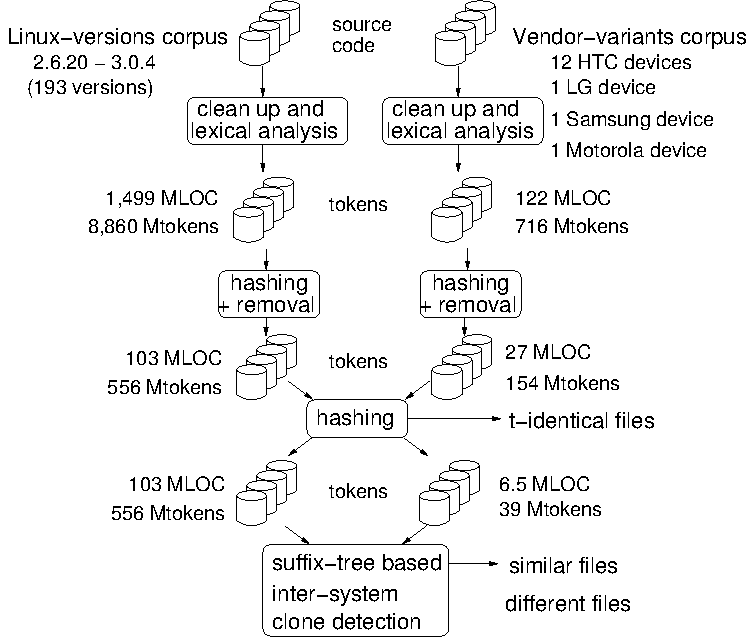 Linux−versions corpus
2.6.20 − 3.0.4
(193 versions)
source
code
Vendor−variants corpus
12 HTC devices
1 LG device
1 Samsung device
1 Motorola device
clean up and
lexical analysis
clean up and
lexical analysis
1,499 MLOC
8,860 Mtokens
tokens
122 MLOC
716 Mtokens
hashing
+ removal
hashing
+ removal
103 MLOC
556 Mtokens
tokens
27 MLOC
154 Mtokens
hashing
t-identical files
103 MLOC
556 Mtokens
tokens
6.5 MLOC
39 Mtokens
suffix−tree based
inter−system
clone detection
similar files
different files